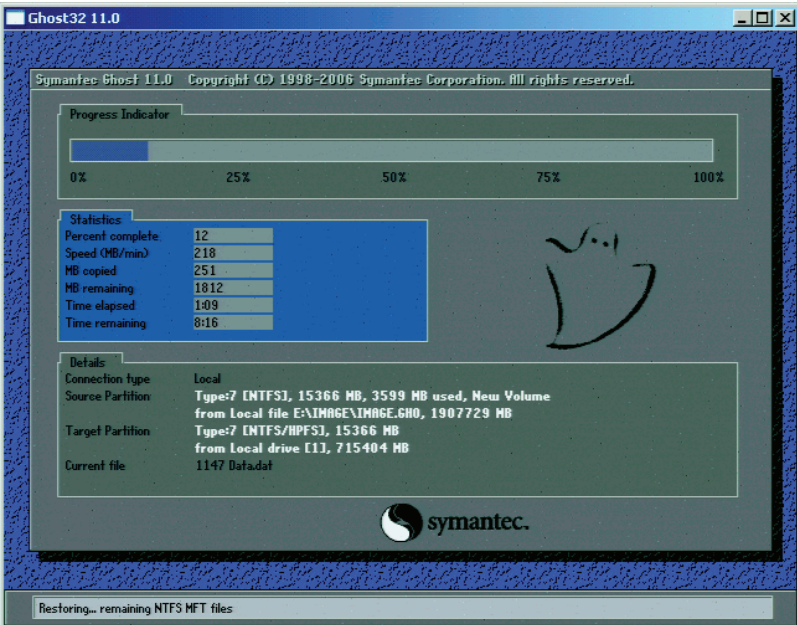 Ghost32 11.0
Symantec Ghost 11.0 Copyright (C) 1998-2006 Symantec Corporation. All rights reserved.
Progress Indicator
0% 25% 50% 75% 100%
Statistics
Percent complete 12
Speed (MB/min) 218
MB copied 251
MB remaining 1812
Time elapsed 1:09
Time remaining 8:16
Details
Connection type Local
Source Partition Type:7 [NTFS], 15366 MB, 3599 MB used, New Volume
from Local file E:\IMAGE\IMAGE.GHO, 1907729 MB
Target Partition Type:7 [NTFS/HPFS], 15366 MB
from Local drive [1], 715404 MB
Current file 1147 Data.dat
symantec.
Restoring... remaining NTFS MFT files